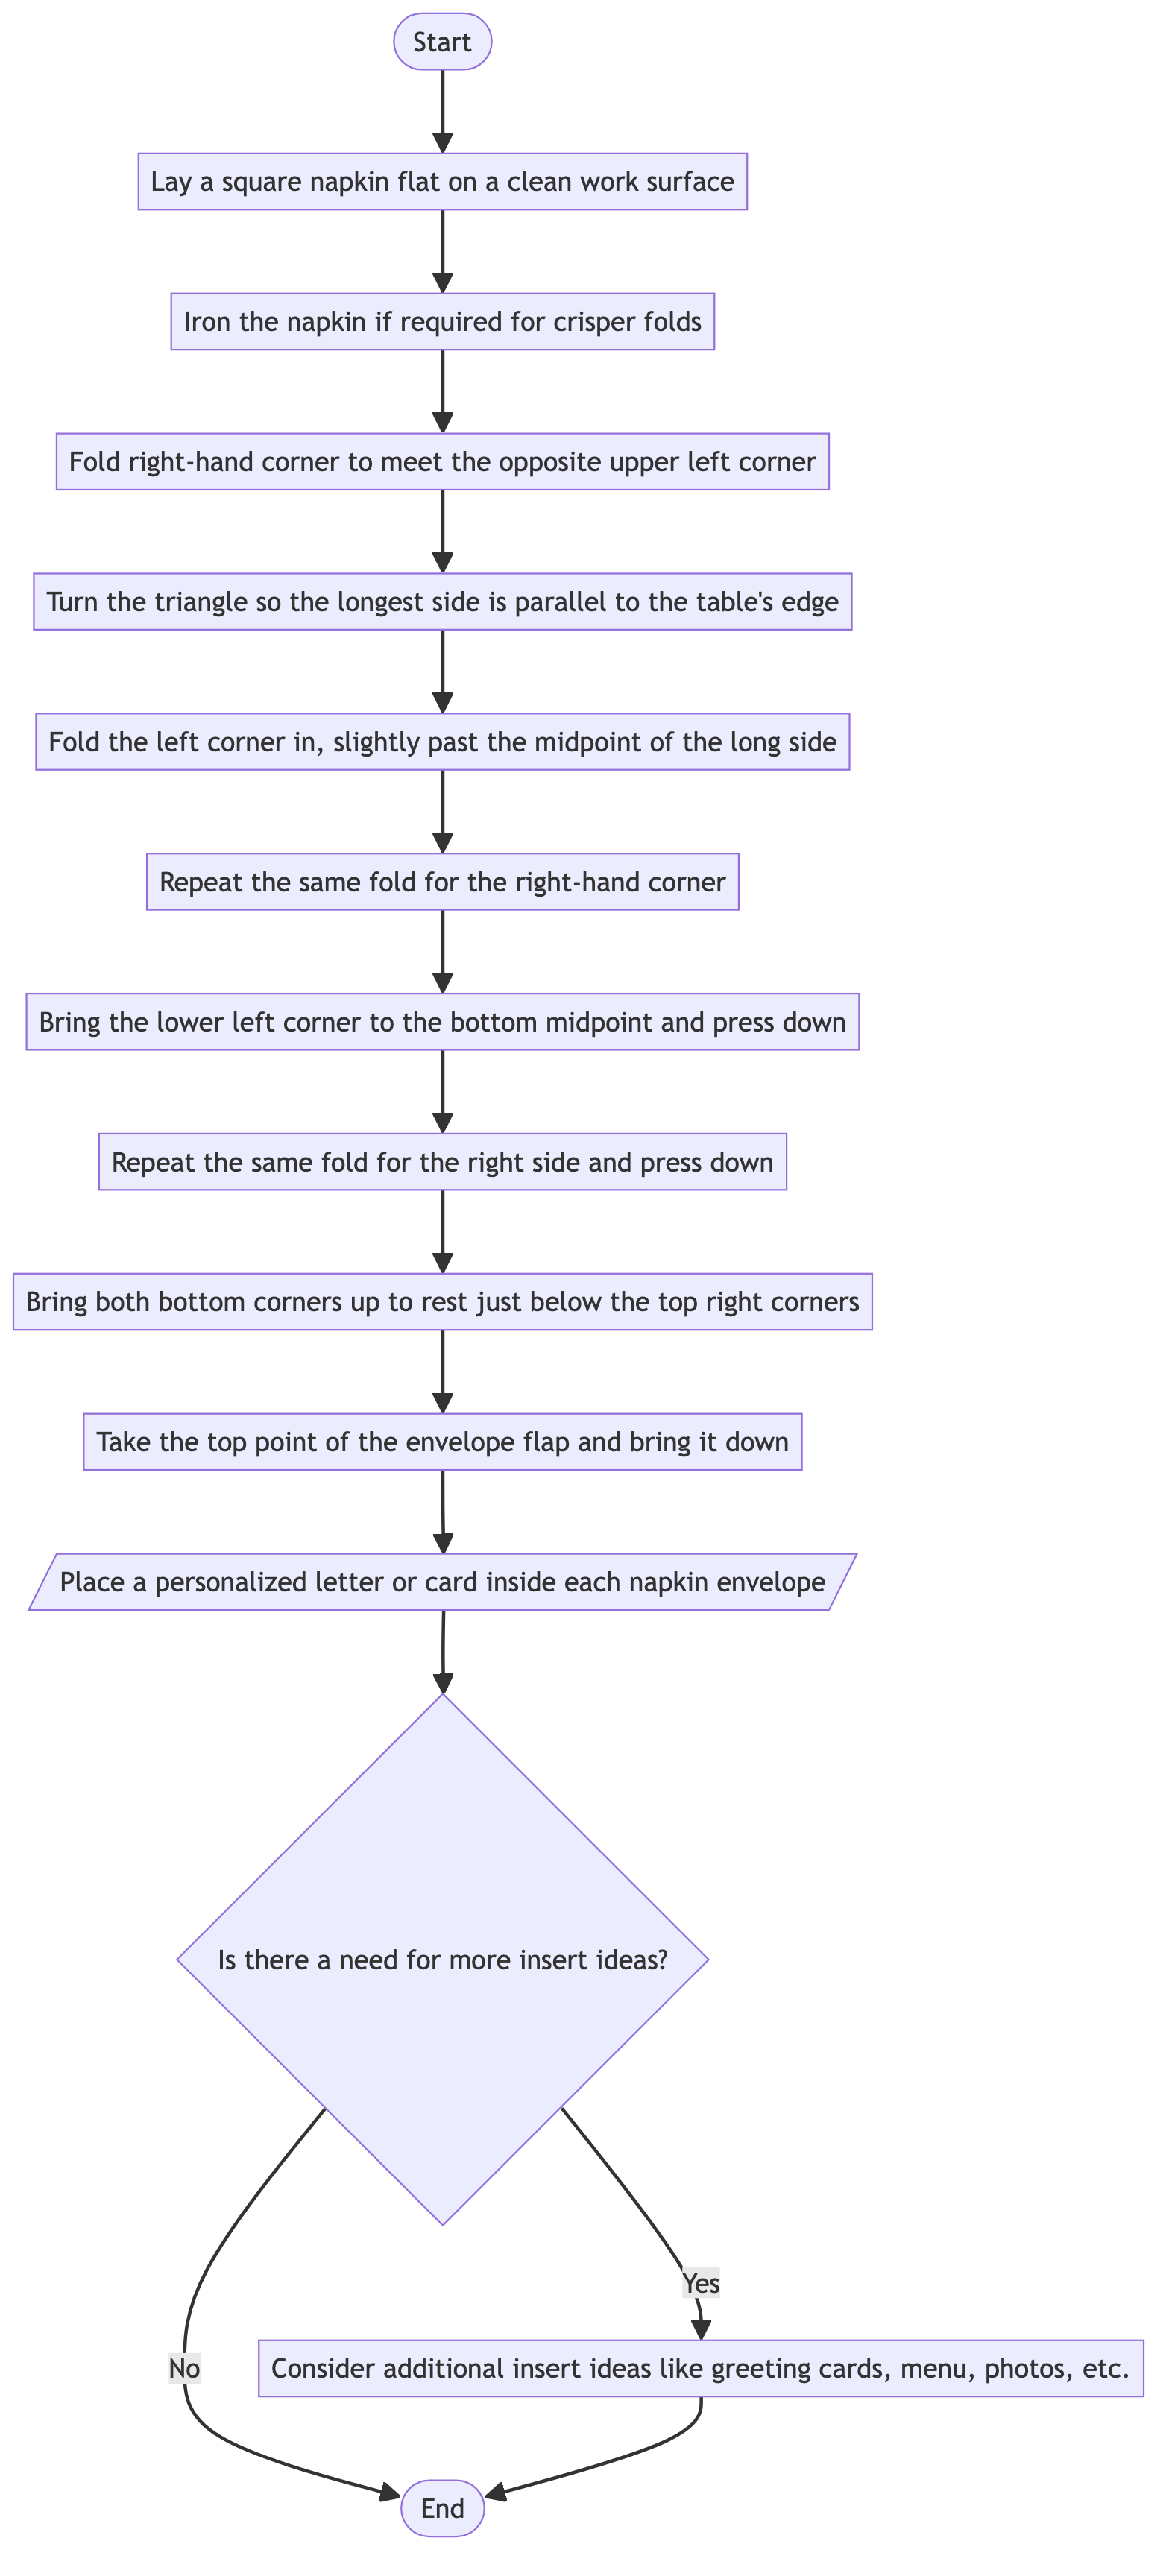 Start
Lay a square napkin flat on a clean work surface
Iron the napkin if required for crisper folds
Fold right-hand corner to meet the opposite upper left corner
Turn the triangle so the longest side is parallel to the table's edge
Fold the left corner in, slightly past the midpoint of the long side
Repeat the same fold for the right-hand corner
Bring the lower left corner to the bottom midpoint and press down
Repeat the same fold for the right side and press down
Bring both bottom corners up to rest just below the top right corners
Take the top point of the envelope flap and bring it down
Place a personalized letter or card inside each napkin envelope
Is there a need for more insert ideas?
Yes
No
Consider additional insert ideas like greeting cards, menu, photos, etc.
End